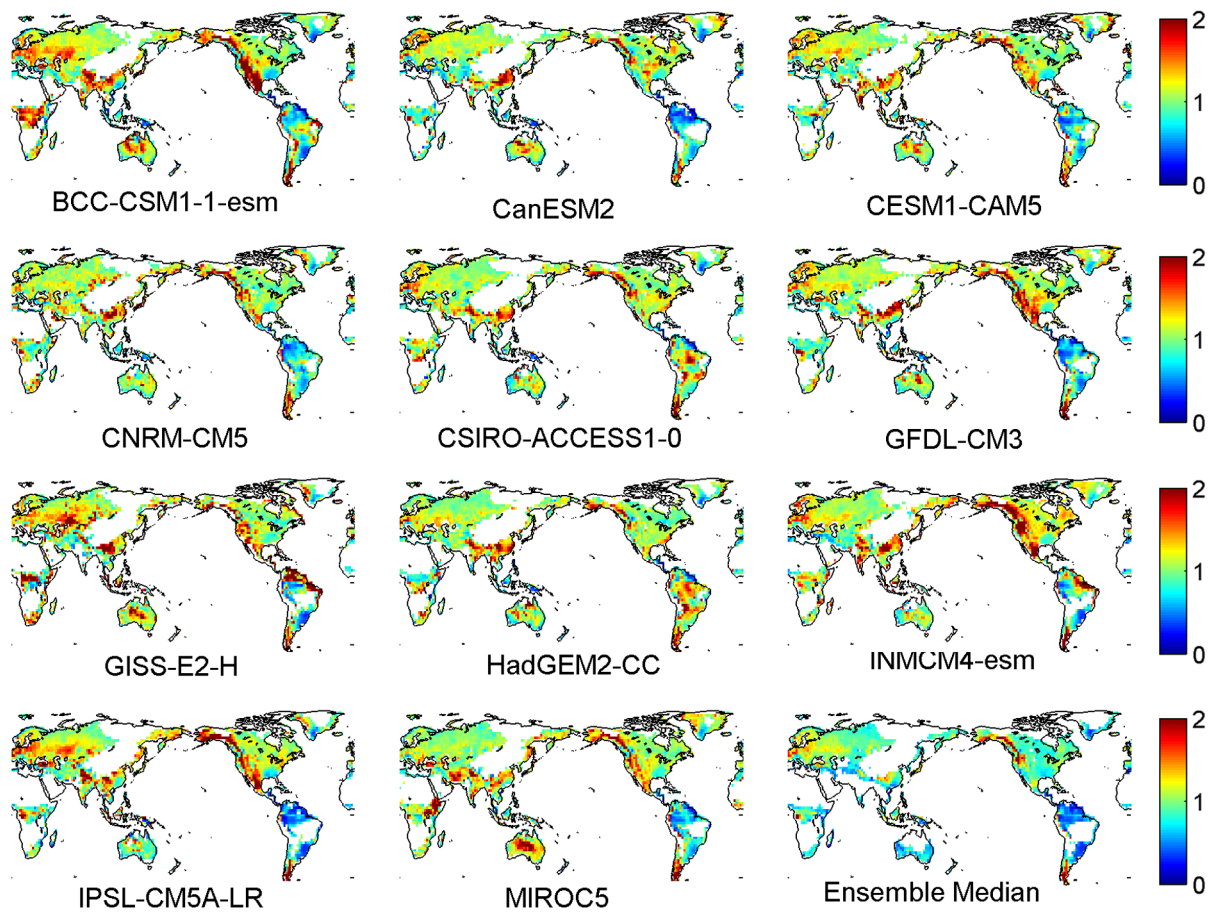 2
0
BCC-CSM1-1-esm
CanESM2
CESM1-CAM5
2
1
0
CNRM-CM5
CSIRO-ACCESS1-0
GFDL-CM3
2
1
0
GISS-E2-H
HadGEM2-CC
INMCM4-esm
2
1
0
IPSL-CM5A-LR
MIROC5
Ensemble Median
1